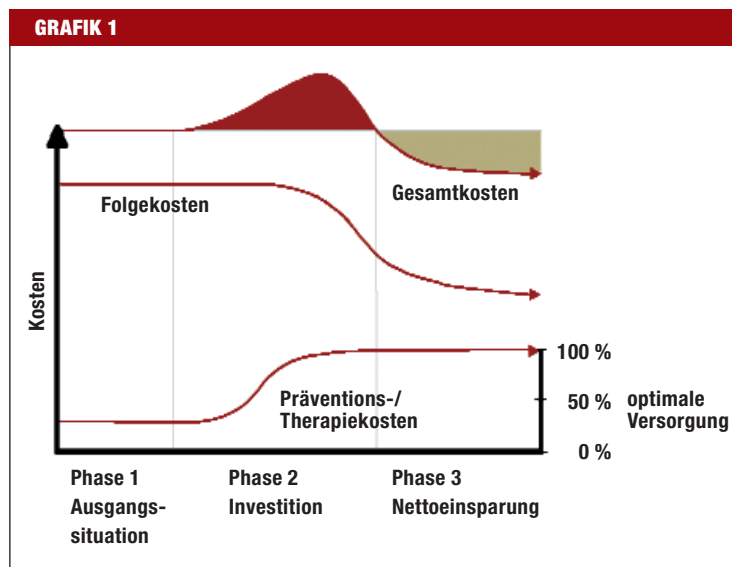 GRAFIK 1
Gesamtkosten
Folgekosten
Kosten
100 %
Präventions-/
Therapiekosten
50 %
optimale
Versorgung
0 %
Phase 1
Ausgangs-
situation
Phase 2
Investition
Phase 3
Nettoeinsparung